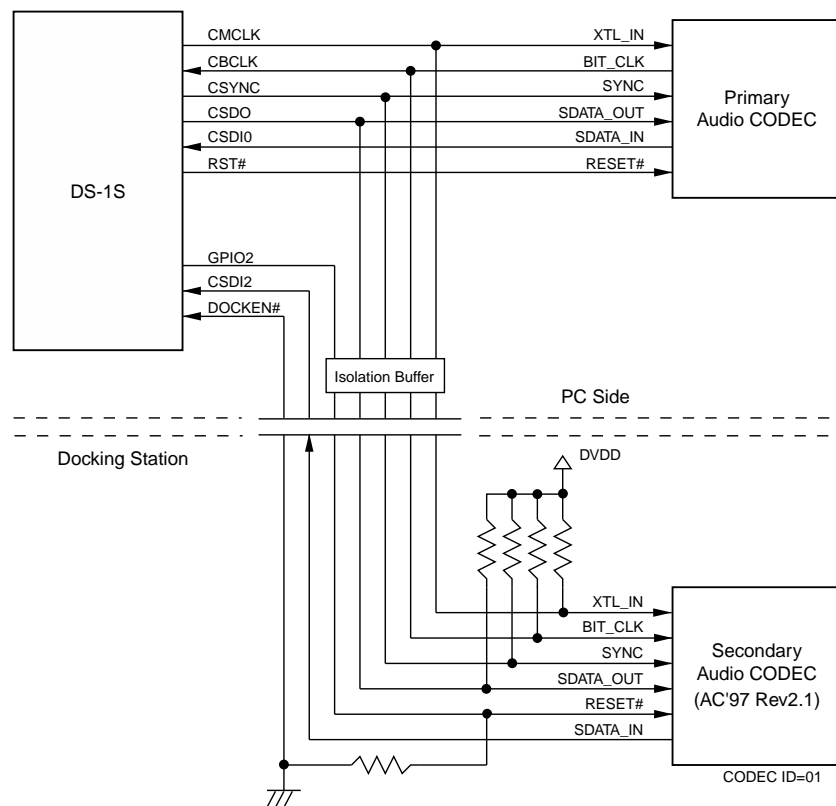 CMCLK
XTL_IN
CBCLK
BIT_CLK
CSYNC
SYNC
CSDO
SDATA_OUT
CSDI0
SDATA_IN
RST#
RESET#
Primary
Audio CODEC
DS-1S
GPIO2
CSDI2
DOCKEN#
Isolation Buffer
PC Side
Docking Station
DVDD
XTL_IN
BIT_CLK
SYNC
SDATA_OUT
RESET#
SDATA_IN
Secondary
Audio CODEC
(AC'97 Rev2.1)
CODEC ID=01